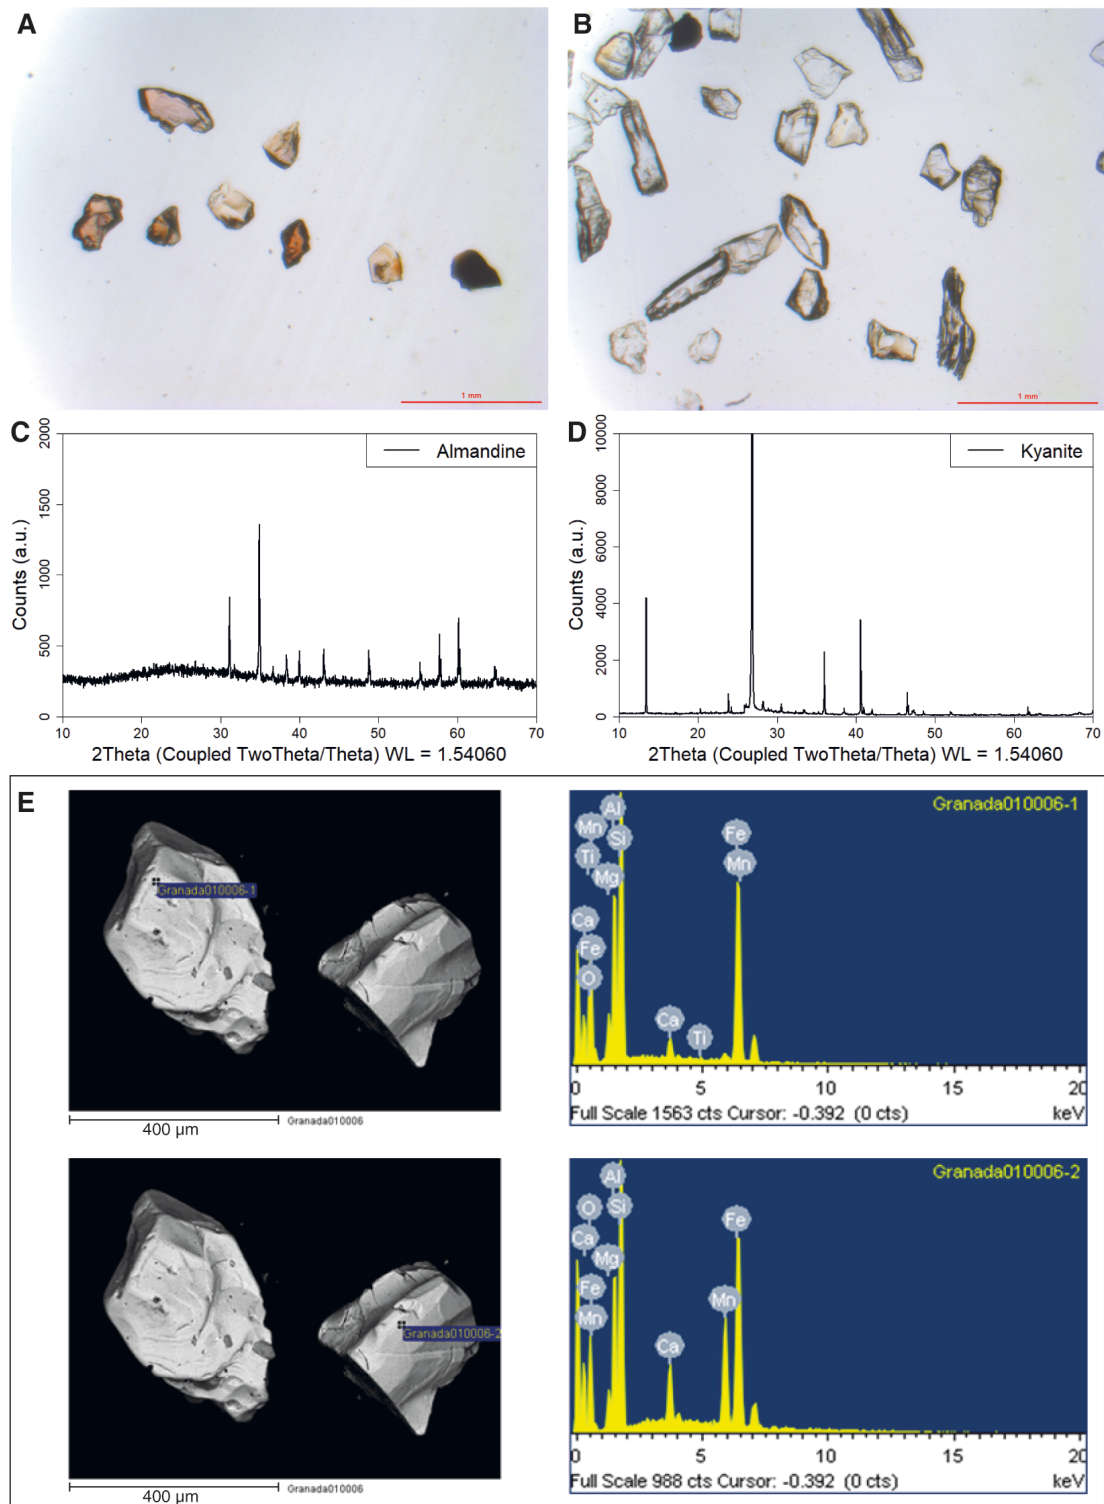 A
B
1 mm
1 mm
C
2000
1500
1000
500
0
Counts (a.u.)
Almandine
10 20 30 40 50 60 70
2Theta (Coupled TwoTheta/Theta) WL = 1.54060
D
10000
8000
6000
4000
2000
0
Counts (a.u.)
Kyanite
10 20 30 40 50 60 70
2Theta (Coupled TwoTheta/Theta) WL = 1.54060
E
Granada010006-1
400 µm
Granada010006
Granada010006-1
Al
Mn
Si
Ti
Mg
Ca
Fe
O
Fe
Mn
Ca
Ti
0 5 10 15 20
Full Scale 1563 cts Cursor: -0.392 (0 cts)
keV
Granada010006-2
400 µm
Granada010006
Granada010006-2
Al
O
Si
Ca
Mg
Fe
Mn
Fe
Mn
Ca
0 5 10 15 20
Full Scale 988 cts Cursor: -0.392 (0 cts)
keV